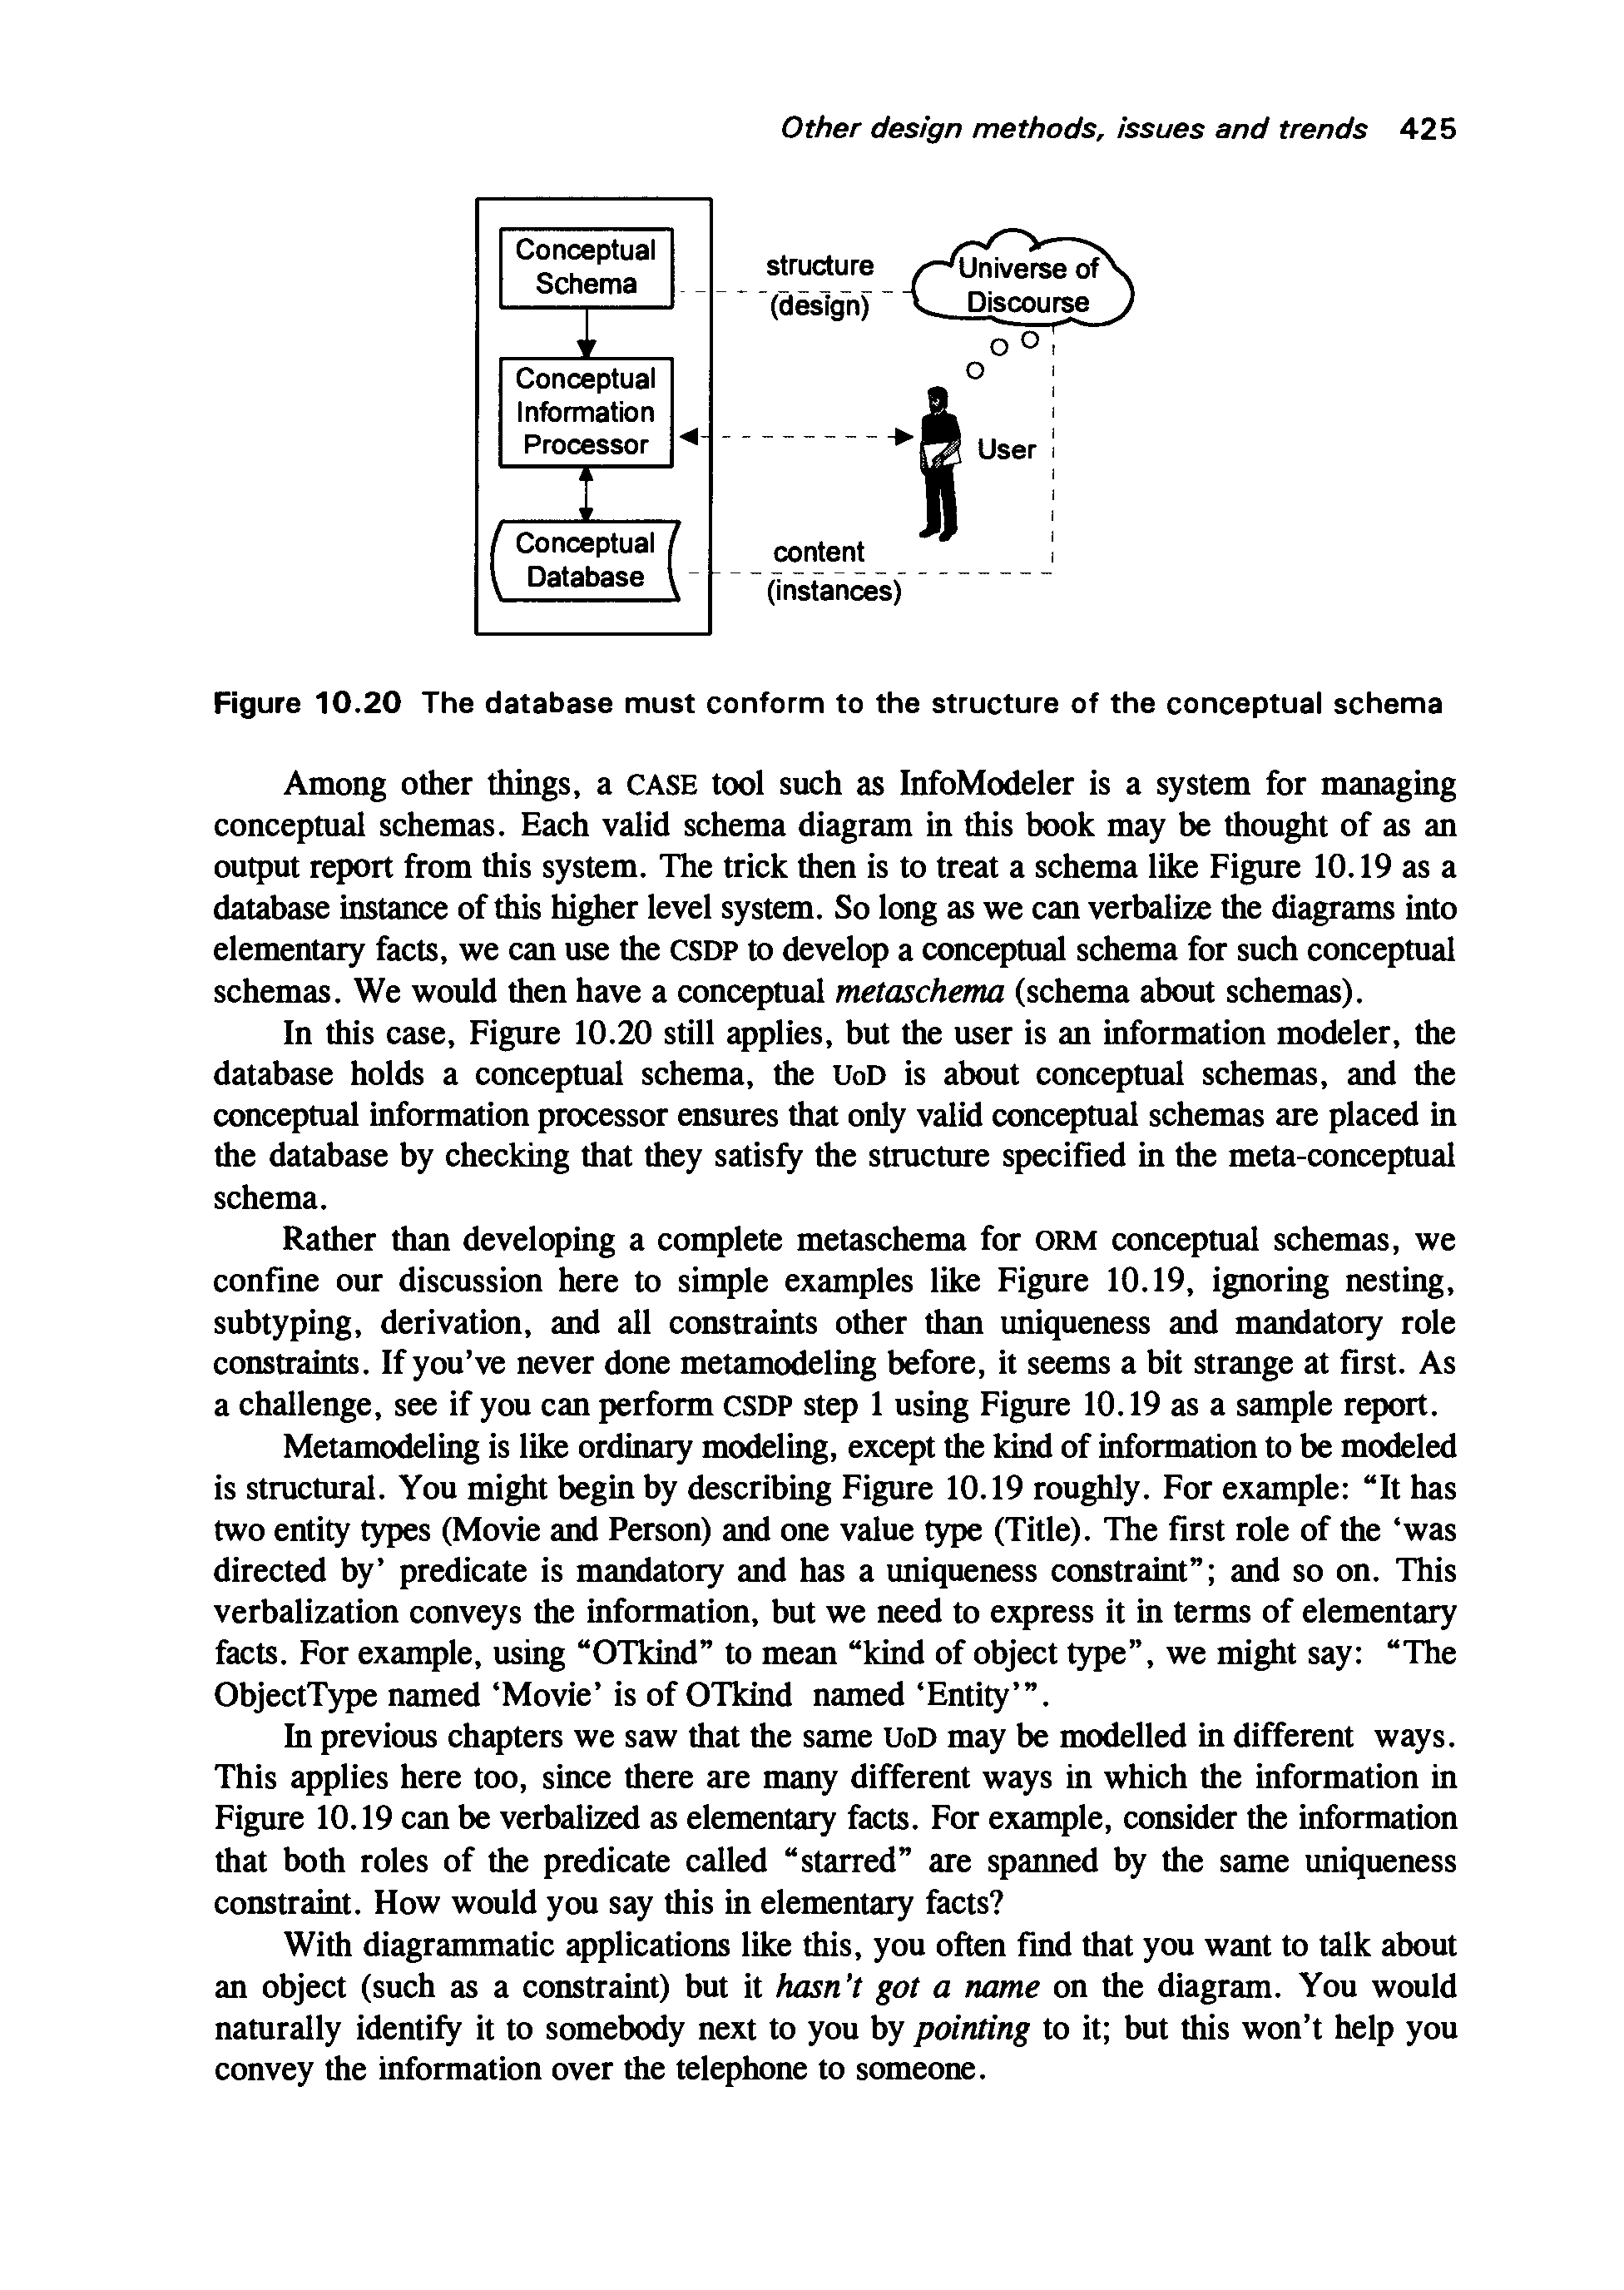 Other design methods, issues and trends 425
Conceptual
Schema
structure
(design)
Universe of
Discourse
Conceptual
Information
Processor
User
Conceptual
Database
content
(instances)
Figure 10.20 The database must conform to the structure of the conceptual schema
Among other things, a CASE tool such as InfoModeler is a system for managing
conceptual schemas. Each valid schema diagram in this book may be thought of as an
output report from this system. The trick then is to treat a schema like Figure 10.19 as a
database instance of this higher level system. So long as we can verbalize the diagrams into
elementary facts, we can use the CSDP to develop a conceptual schema for such conceptual
schemas. We would then have a conceptual metaschema (schema about schemas).
In this case, Figure 10.20 still applies, but the user is an information modeler, the
database holds a conceptual schema, the UoD is about conceptual schemas, and the
conceptual information processor ensures that only valid conceptual schemas are placed in
the database by checking that they satisfy the structure specified in the meta-conceptual
schema.
Rather than developing a complete metaschema for ORM conceptual schemas, we
confine our discussion here to simple examples like Figure 10.19, ignoring nesting,
subtyping, derivation, and all constraints other than uniqueness and mandatory role
constraints. If you've never done metamodeling before, it seems a bit strange at first. As
a challenge, see if you can perform CSDP step 1 using Figure 10.19 as a sample report.
Metamodeling is like ordinary modeling, except the kind of information to be modeled
is structural. You might begin by describing Figure 10.19 roughly. For example: “It has
two entity types (Movie and Person) and one value type (Title). The first role of the ‘was
directed by’ predicate is mandatory and has a uniqueness constraint”; and so on. This
verbalization conveys the information, but we need to express it in terms of elementary
facts. For example, using “OTkind” to mean “kind of object type”, we might say: “The
ObjectType named ‘Movie’ is of OTkind named ‘Entity’”.
In previous chapters we saw that the same UoD may be modelled in different ways.
This applies here too, since there are many different ways in which the information in
Figure 10.19 can be verbalized as elementary facts. For example, consider the information
that both roles of the predicate called “starred” are spanned by the same uniqueness
constraint. How would you say this in elementary facts?
With diagrammatic applications like this, you often find that you want to talk about
an object (such as a constraint) but it hasn't got a name on the diagram. You would
naturally identify it to somebody next to you by pointing to it; but this won't help you
convey the information over the telephone to someone.